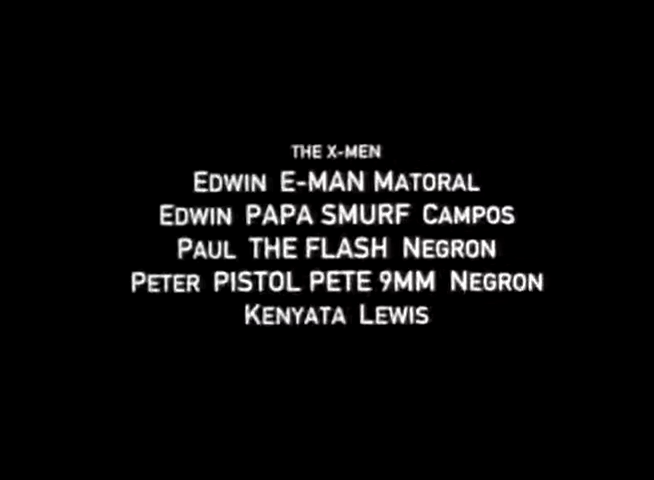 THE X-MEN
EDWIN E-MAN MATORAL
EDWIN PAPA SMURF CAMPOS
PAUL THE FLASH NEGRON
PETER PISTOL PETE 9MM NEGRON
KENYATA LEWIS